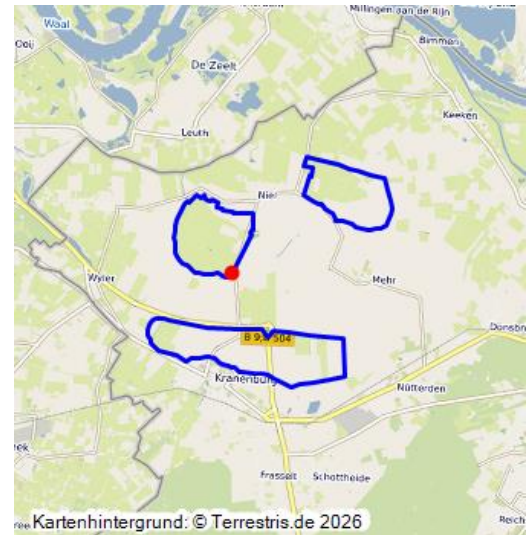 Millingen aan de Rijn
Waal
Ooij
Bimmen
De Zeelt
Keeken
Leuth
Niel
Wyler
Mehr
Donsbr
B 9, B 504
Kranenburg
Nütterden
Frasselt
Schottheide
Reich
Kartenhintergrund: © Terrestris.de 2026